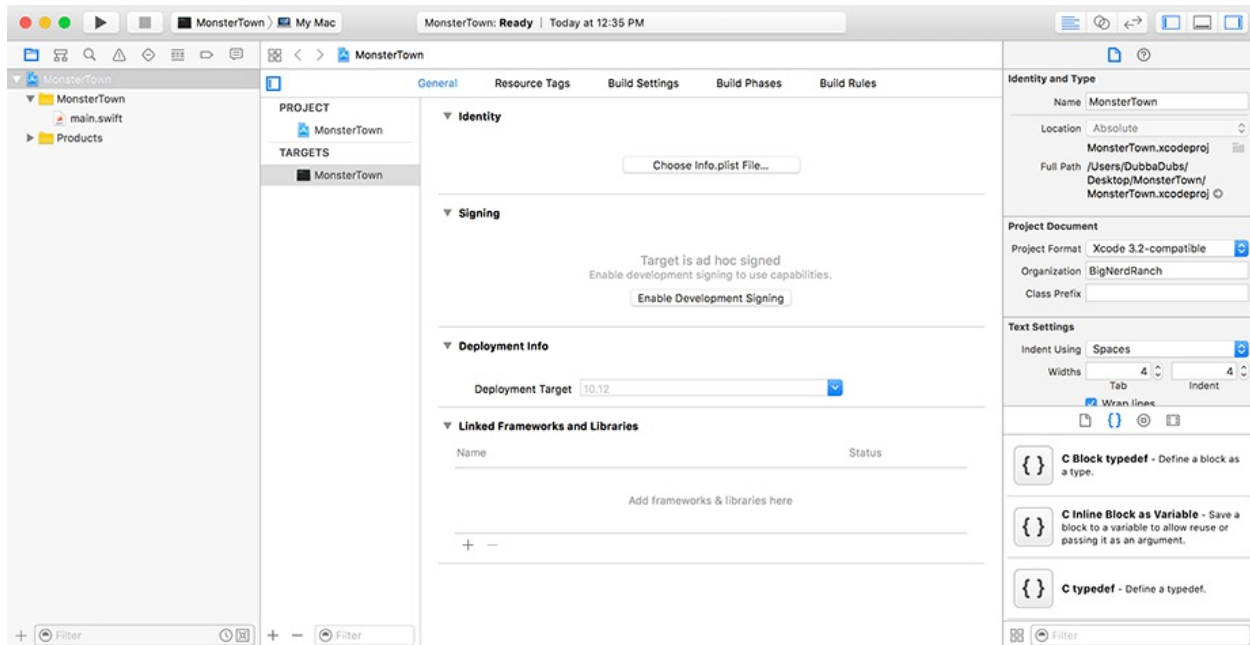 MonsterTown
My Mac
MonsterTown: Ready | Today at 12:35 PM
MonsterTown
MonsterTown
main.swift
Products
Filter
MonsterTown
General
Resource Tags
Build Settings
Build Phases
Build Rules
PROJECT
MonsterTown
TARGETS
MonsterTown
Filter
Identity
Choose Info.plist File...
Signing
Target is ad hoc signed
Enable development signing to use capabilities.
Enable Development Signing
Deployment Info
Deployment Target 10.12
Linked Frameworks and Libraries
Name Status
Add frameworks & libraries here
Identity and Type
Name MonsterTown
Location Absolute
MonsterTown.xcodeproj
Full Path /Users/DubbaDubs/
Desktop/MonsterTown/
MonsterTown.xcodeproj
Project Document
Project Format Xcode 3.2-compatible
Organization BigNerdRanch
Class Prefix
Text Settings
Indent Using Spaces
Widths 4 4
Tab Indent
Wrap lines
{ } C Block typedef - Define a block as
a type.
{ } C Inline Block as Variable - Save a
block to a variable to allow reuse or
passing it as an argument.
{ } C typedef - Define a typedef.
Filter